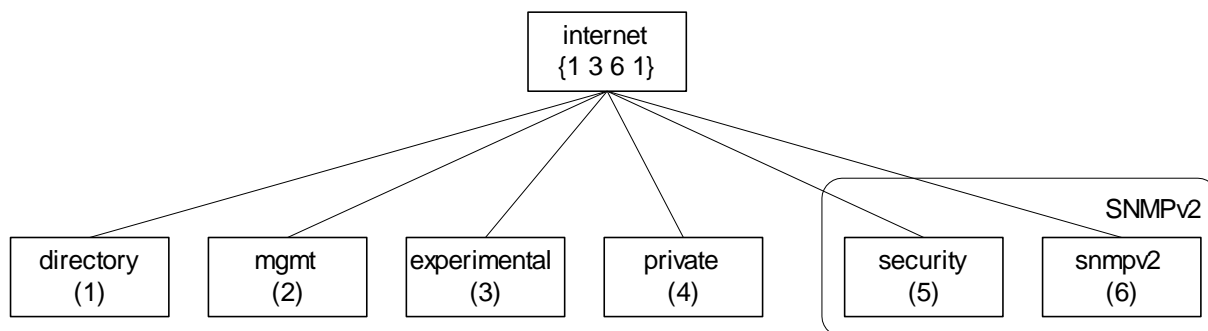 internet
{1 3 6 1}
SNMPv2
directory
(1)
mgmt
(2)
experimental
(3)
private
(4)
security
(5)
snmpv2
(6)